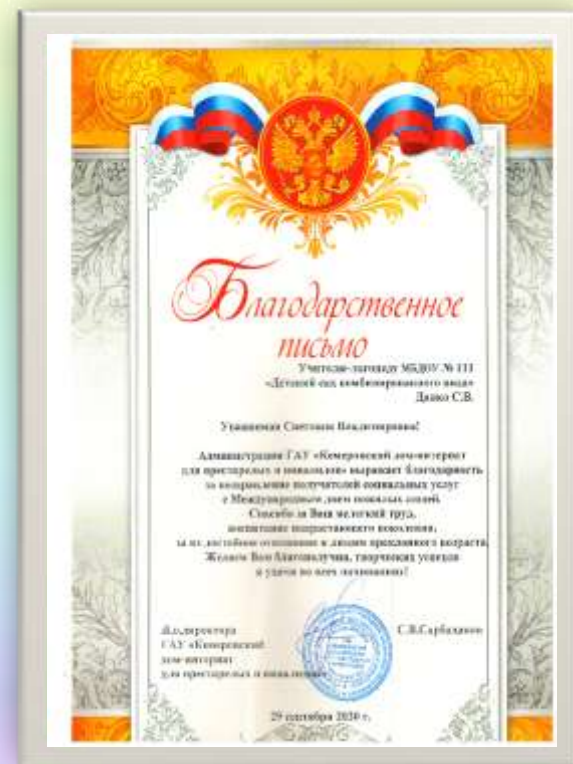 Благодарственное
письмо
Учителю-логопеду МБДОУ № 111
«Детский сад комбинированного вида»
С.В.
Уважаемая Светлана Владимировна!
Администрация ГАУ «Кемеровский дом-интернат
для престарелых и инвалидов» выражает благодарность
за поздравление получателей социальных услуг
с Международным днем пожилых людей.
Спасибо за Ваш нелегкий труд,
воспитание подрастающего поколения,
за их достойное отношение к людям преклонного возраста.
Желаем Вам благополучия, творческих успехов
и удачи во всех начинаниях!
И.о.директора
ГАУ «Кемеровский
дом-интернат
для престарелых и инвалидов»
С.В.
29 сентября 2020 г.